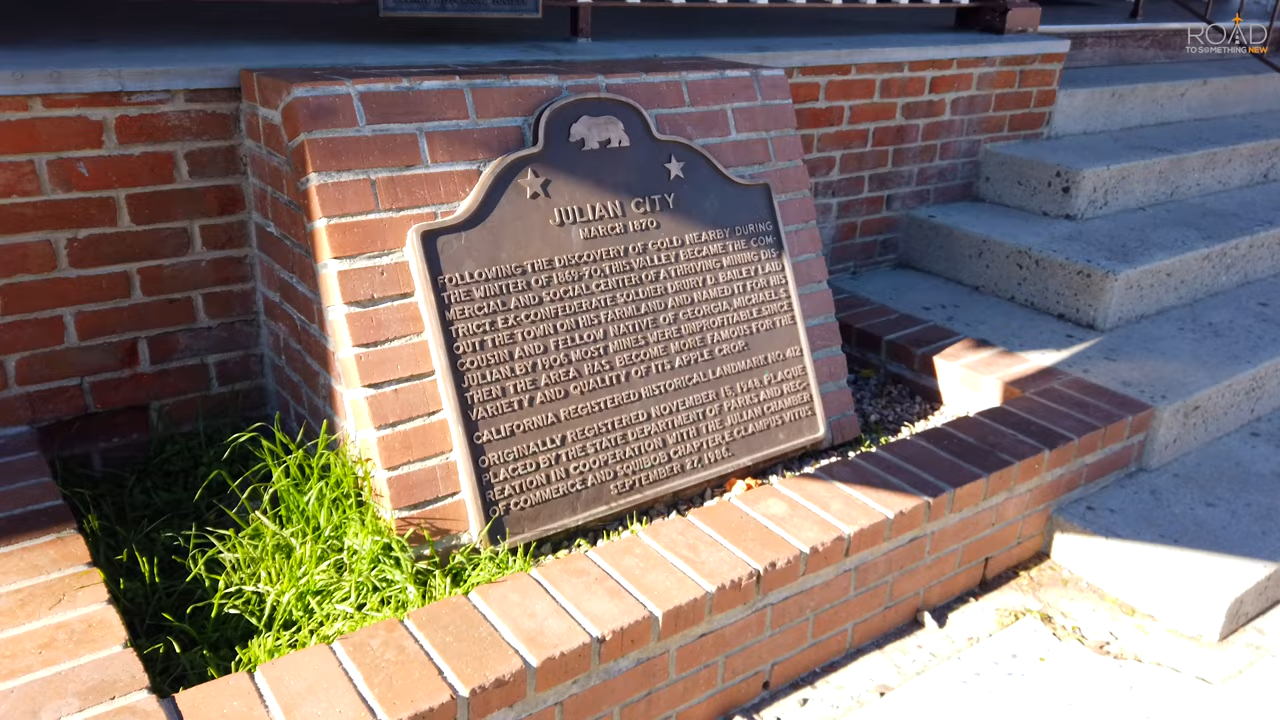 ROAD
TO SOMETHING NEW
JULIAN CITY
MARCH 1870
FOLLOWING THE DISCOVERY OF GOLD NEARBY DURING
THE WINTER OF 1869-70, THIS VALLEY BECAME THE COM-
MERCIAL AND SOCIAL CENTER OF A THRIVING MINING DIS-
TRICT. EX-CONFEDERATE SOLDIER DRURY D. BAILEY LAID
OUT THE TOWN ON HIS FARMLAND AND NAMED IT FOR HIS
COUSIN AND FELLOW NATIVE OF GEORGIA, MICHAEL S.
JULIAN. BY 1906 MOST MINES WERE UNPROFITABLE. SINCE
THEN THE AREA HAS BECOME MORE FAMOUS FOR THE
VARIETY AND QUALITY OF ITS APPLE CROP.
CALIFORNIA REGISTERED HISTORICAL LANDMARK NO. 412
ORIGINALLY REGISTERED NOVEMBER 15, 1948. PLAQUE
PLACED BY THE STATE DEPARTMENT OF PARKS AND REC-
REATION IN COOPERATION WITH THE JULIAN CHAMBER
OF COMMERCE AND SQUIBOB CHAPTER, E CLAMPUS VITUS.
SEPTEMBER 27, 1986.